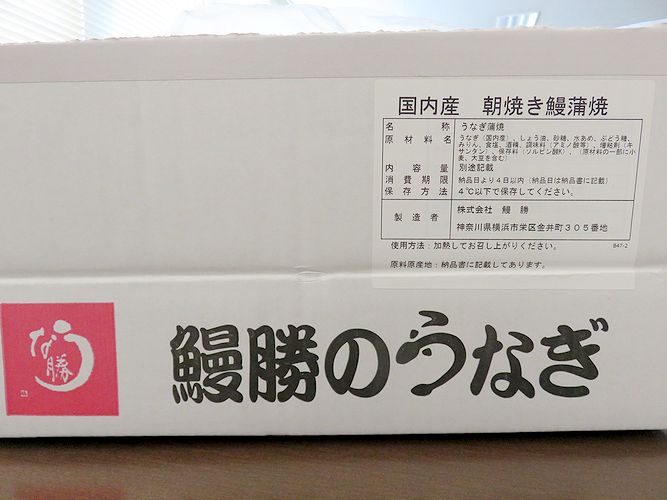 国内産 朝焼き鰻蒲焼
名称 うなぎ蒲焼
原材料名 うなぎ（国内産）、しょう油、砂糖、水あめ、ぶどう糖、
みりん、食塩、酒精、調味料（アミノ酸等）、増粘剤（キ
サンタン）、保存料（ソルビン酸K）、（原材料の一部に小
麦、大豆を含む）
内容量 別途記載
消費期限 納品日より４日以内（納品日は納品書に記載）
保存方法 ４℃以下で保存してください。
製造者 株式会社 鰻勝
神奈川県横浜市栄区金井町３０５番地
使用方法：加熱してお召し上がりください。 B47-2
原料原産地：納品書に記載してあります。
うな勝
鰻勝のうなぎ